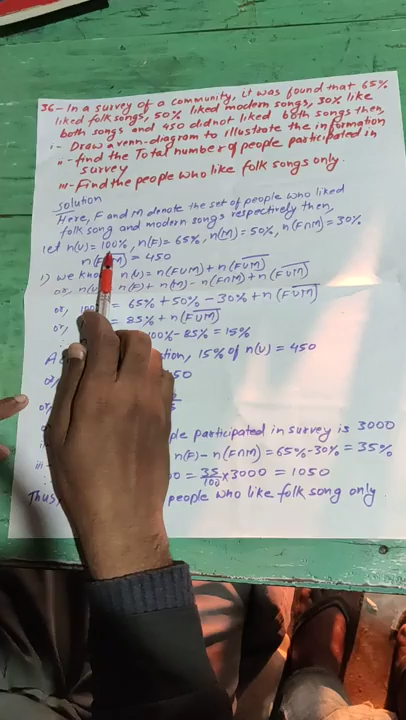 36- In a survey of a community, it was found that 65%
liked folk songs, 50% liked modern songs, 30% like
both songs and 450 did not liked both songs then,
i- Draw a venn-diagram to illustrate the information
ii- find the Total number of people participated in
survey
iii- Find the people who like folk songs only.
Solution
Here, F and M denote the set of people who liked
folk song and modern songs respectively then,
let n(U) = 100%, n(F) = 65%, n(M) = 50%, n(F∩M) = 30%
= 450
i) we know n(U) = n(F∪M) + n(\overline{F∪M})
or, n(F) + n(M) - n(F∩M) + n(\overline{F∪M})
or, = 65% + 50% - 30% + n(\overline{F∪M})
or, = 85% + n(\overline{F∪M})
100% - 85% = 15%
15% of n(U) = 450
50
or,
participated in survey is 3000
n(F) - n(F∩M) = 65% - 30% = 35%
= 35/100 × 3000 = 1050
Thus, people who like folk song only